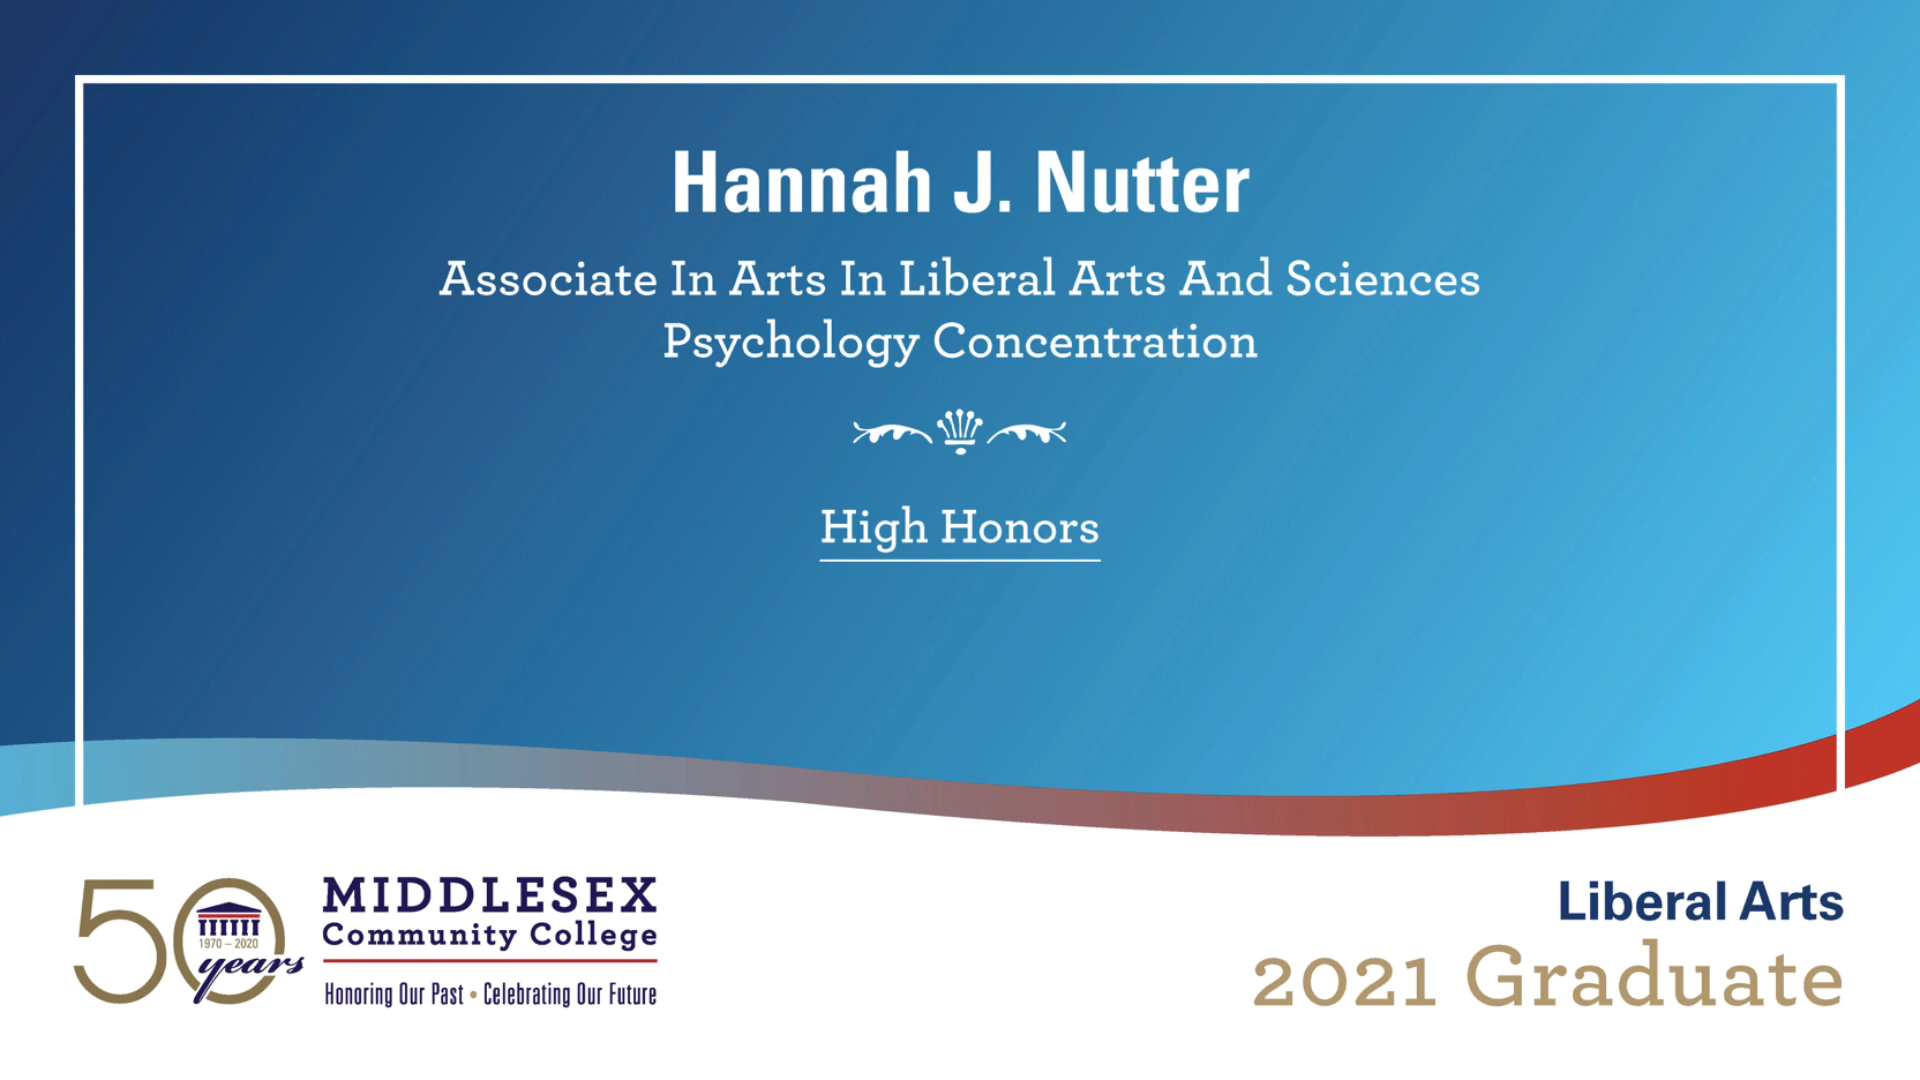 Hannah J. Nutter
Associate In Arts In Liberal Arts And Sciences
Psychology Concentration
High Honors
50 years
1970 – 2020
MIDDLESEX
Community College
Honoring Our Past • Celebrating Our Future
Liberal Arts
2021 Graduate